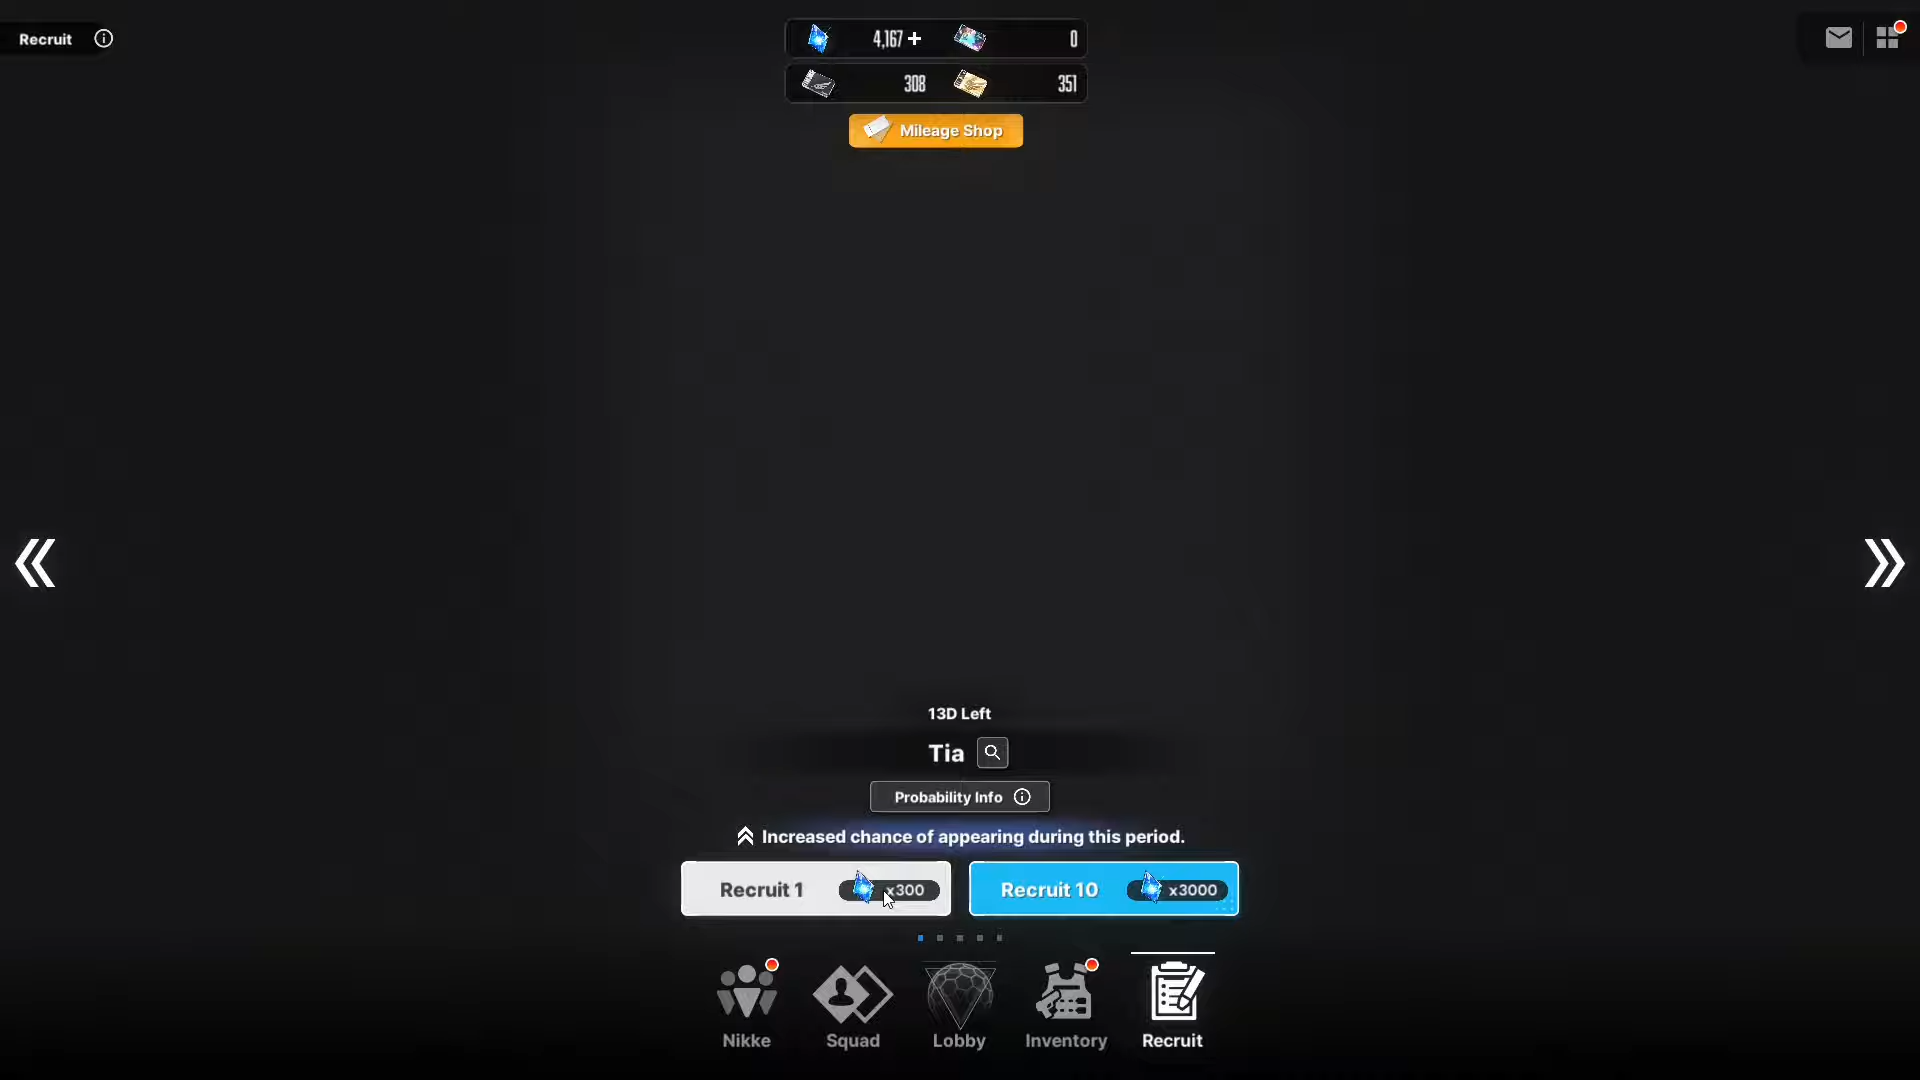 Recruit
4,167 0
308 351
Mileage Shop
13D Left
Tia
Probability Info
Increased chance of appearing during this period.
Recruit 1 x300
Recruit 10 x3000
Nikke Squad Lobby Inventory Recruit